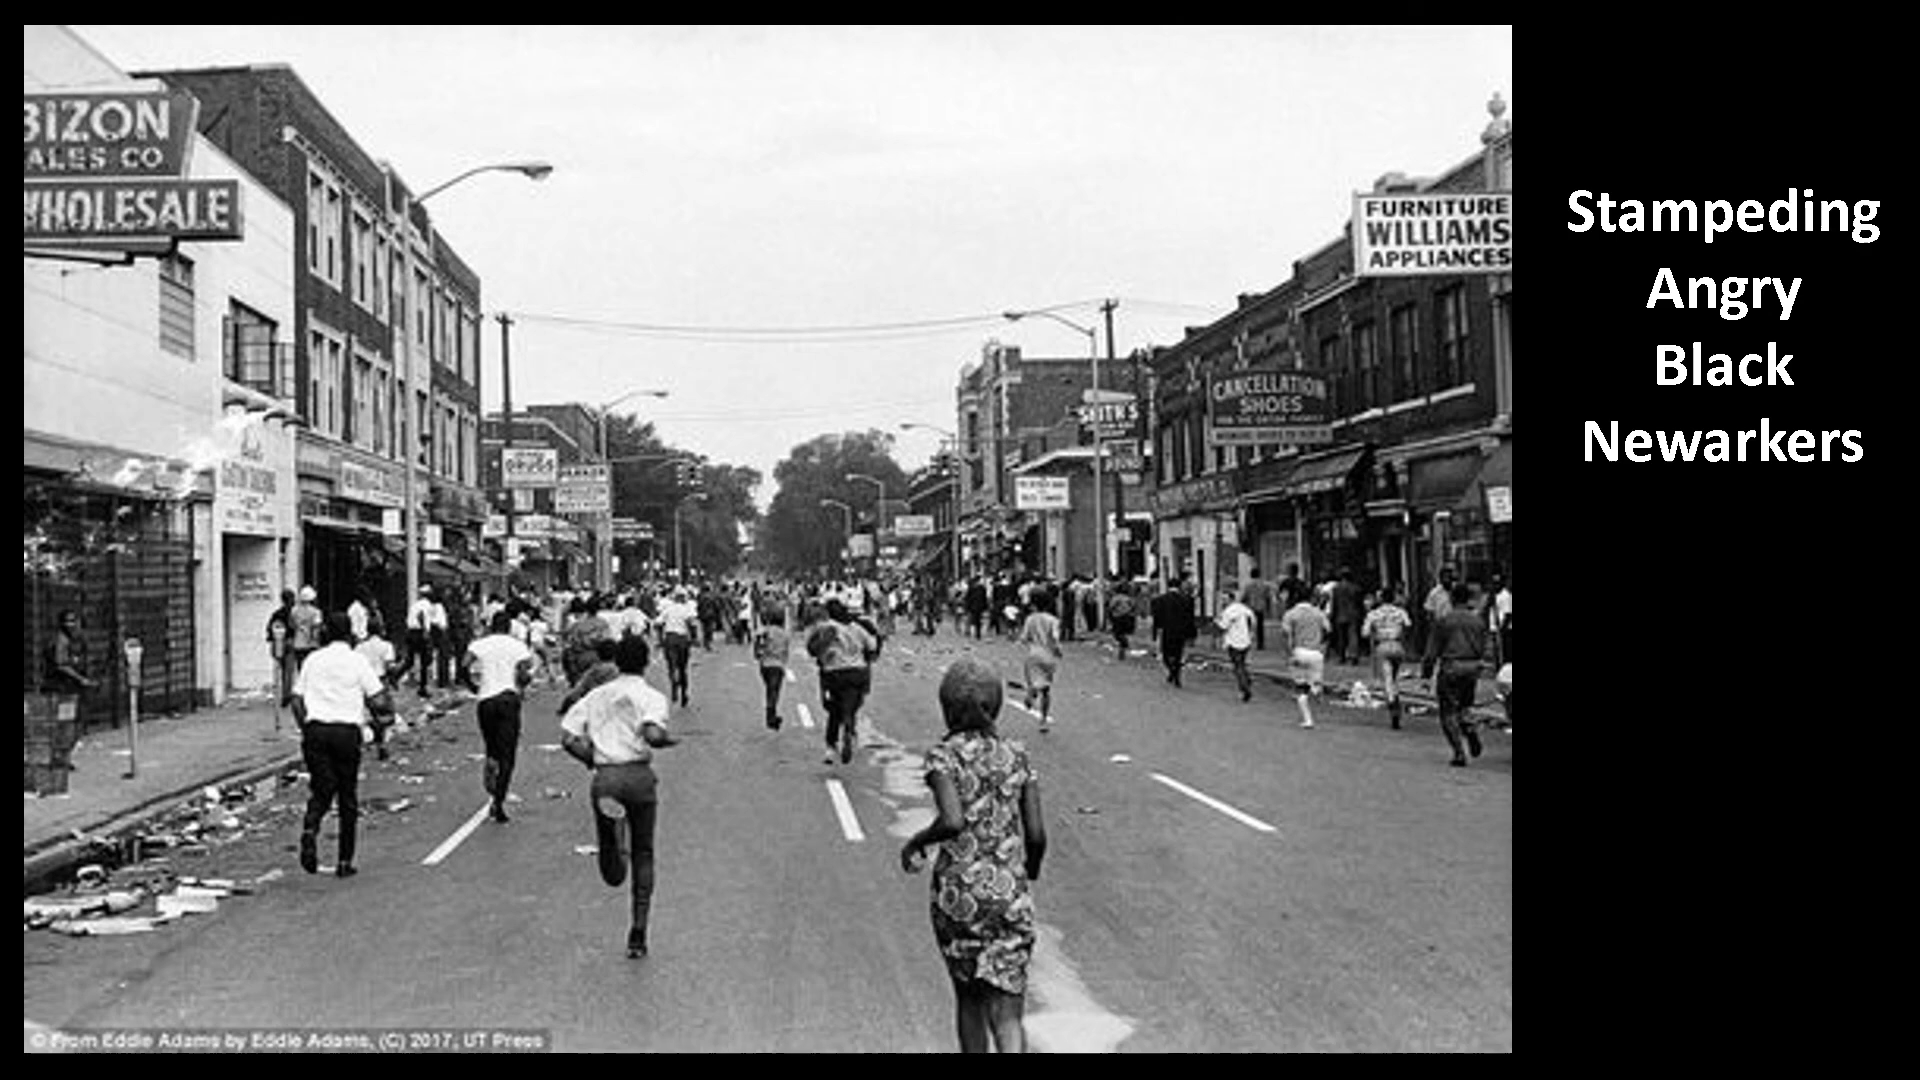 BIZON
ALES CO
WHOLESALE
FURNITURE
WILLIAMS
APPLIANCES
CANCELLATION
SHOES
SMITH'S
DRUGS
Stampeding
Angry
Black
Newarkers
© From Eddie Adams by Eddie Adams, (C) 2017, UT Press